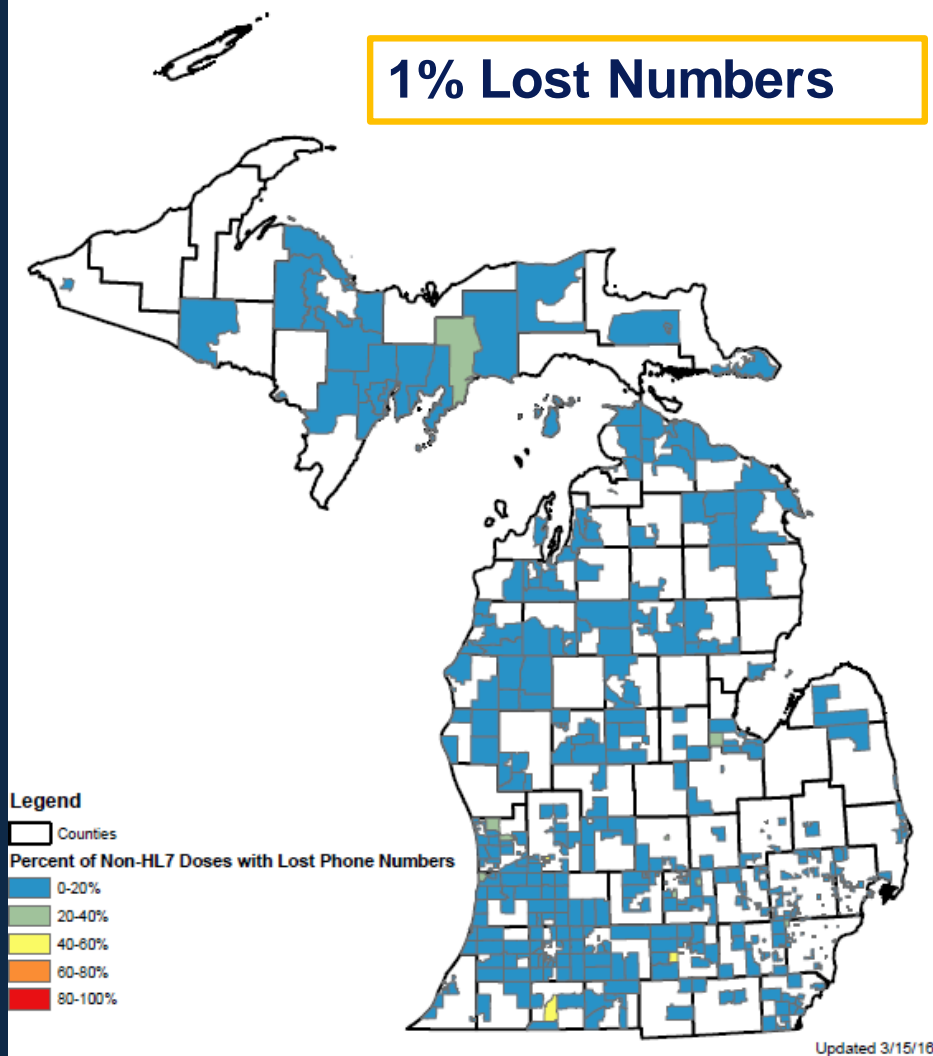 1% Lost Numbers
Legend
Counties
Percent of Non-HL7 Doses with Lost Phone Numbers
0-20%
20-40%
40-60%
60-80%
80-100%
Updated 3/15/16